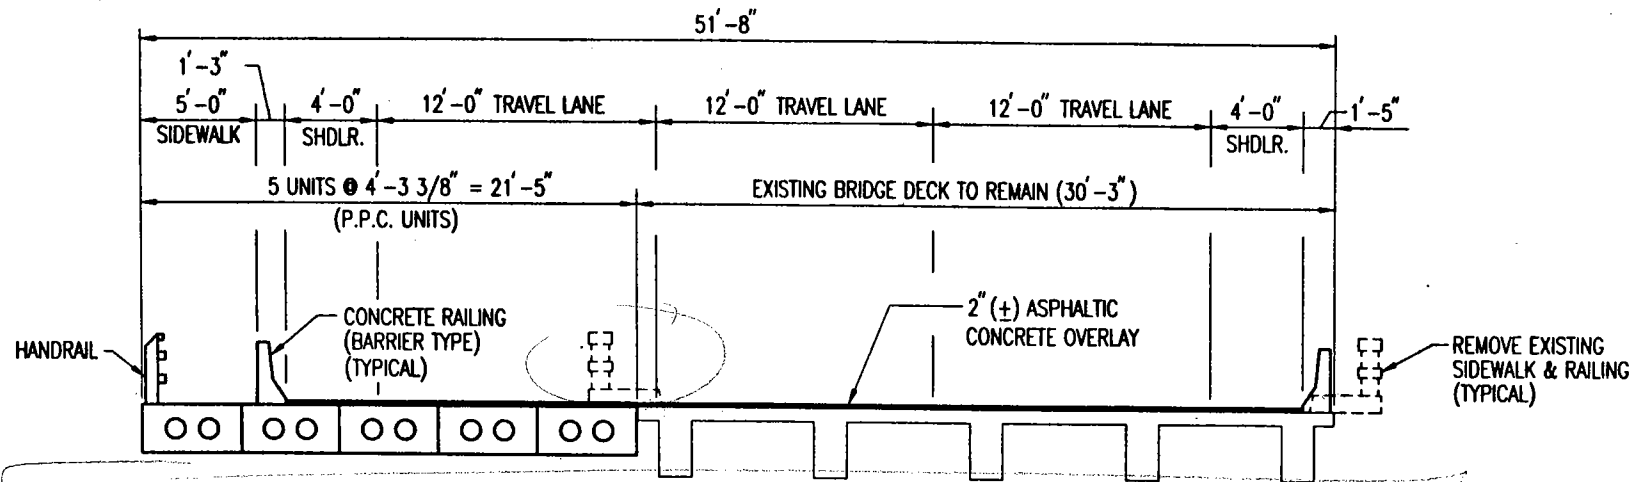 51'-8"
1'-3"
5'-0"
SIDEWALK
4'-0"
SHDLR.
12'-0" TRAVEL LANE
12'-0" TRAVEL LANE
12'-0" TRAVEL LANE
4'-0"
SHDLR.
1'-5"
5 UNITS @ 4'-3 3/8" = 21'-5"
(P.P.C. UNITS)
EXISTING BRIDGE DECK TO REMAIN (30'-3")
HANDRAIL
CONCRETE RAILING
(BARRIER TYPE)
(TYPICAL)
2" (±) ASPHALTIC
CONCRETE OVERLAY
REMOVE EXISTING
SIDEWALK & RAILING
(TYPICAL)